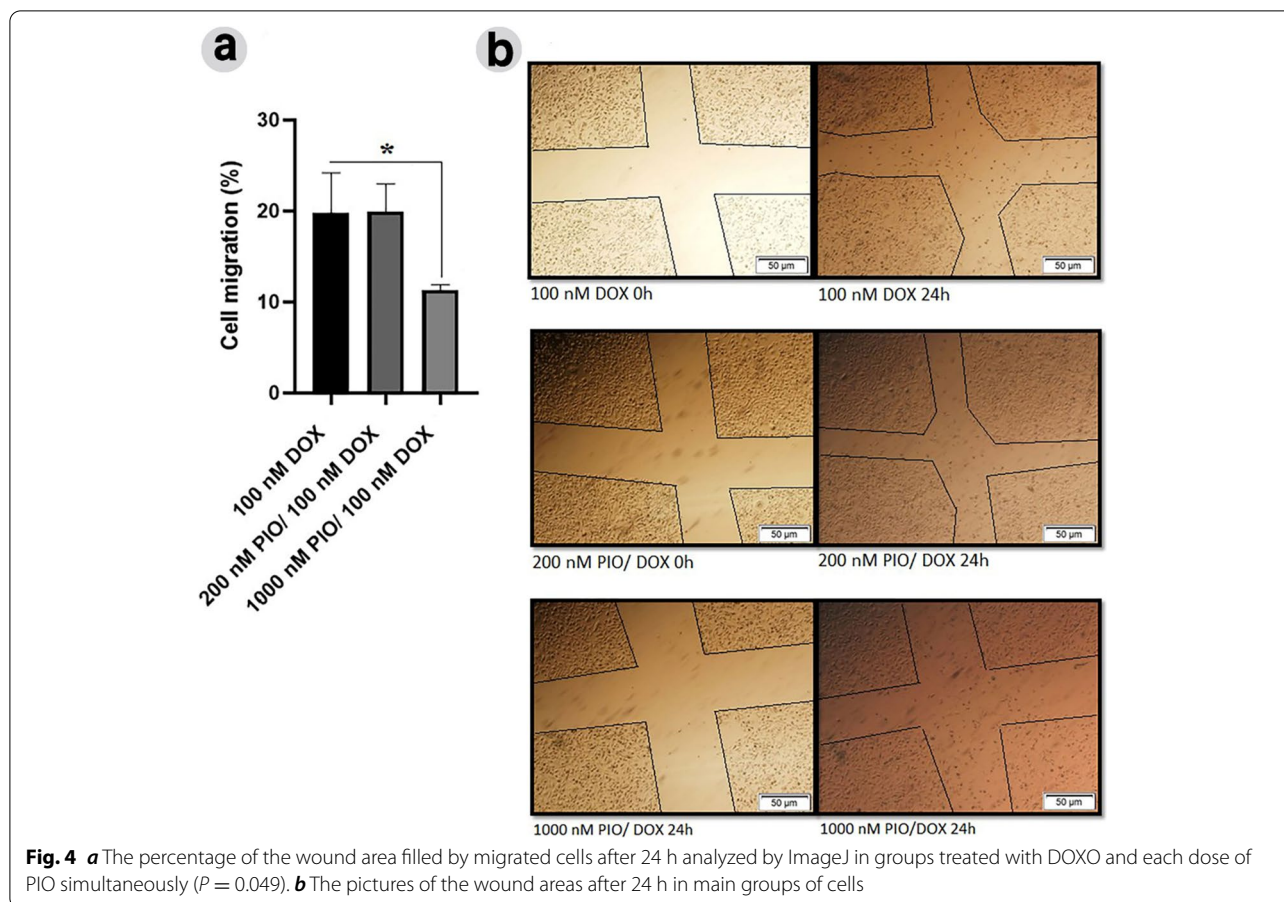 a
b
30
20
10
0
Cell migration (%)
*
100 nM DOX
200 nM PIO/ 100 nM DOX
1000 nM PIO/ 100 nM DOX
50 µm
50 µm
100 nM DOX 0h
100 nM DOX 24h
50 µm
50 µm
200 nM PIO/ DOX 0h
200 nM PIO/ DOX 24h
50 µm
50 µm
1000 nM PIO/ DOX 24h
1000 nM PIO/DOX 24h
Fig. 4 a The percentage of the wound area filled by migrated cells after 24 h analyzed by ImageJ in groups treated with DOXO and each dose of
PIO simultaneously (P = 0.049). b The pictures of the wound areas after 24 h in main groups of cells